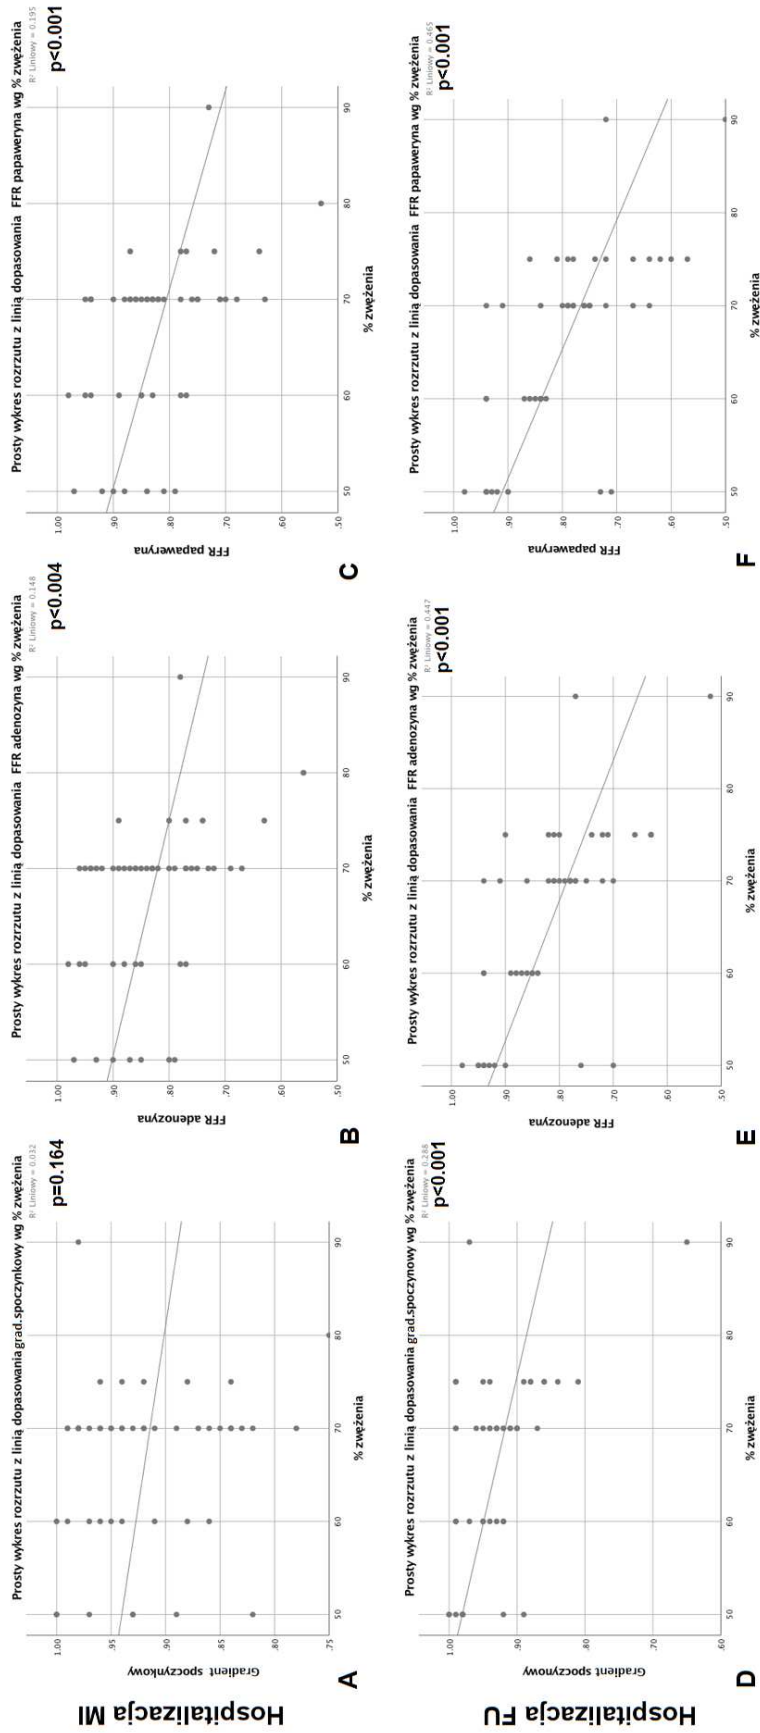 Hospitalizacja MI
A
Prosty wykres rozrzutu z linią dopasowania grad.spoczynkowy wg % zwężenia
R² Liniowy = 0.032
p=0.164
Gradient spoczynkowy
1.00
.95
.90
.85
.80
.75
50
60
70
80
90
% zwężenia
B
Prosty wykres rozrzutu z linią dopasowania FFR adenozyna wg % zwężenia
R² Liniowy = 0.148
p<0.004
FFR adenozyna
1.00
.90
.80
.70
.60
.50
50
60
70
80
90
% zwężenia
C
Prosty wykres rozrzutu z linią dopasowania FFR papaweryna wg % zwężenia
R² Liniowy = 0.195
p<0.001
FFR papaweryna
1.00
.90
.80
.70
.60
.50
50
60
70
80
90
% zwężenia
Hospitalizacja FU
D
Prosty wykres rozrzutu z linią dopasowania grad.spoczynowy wg % zwężenia
R² Liniowy = 0.288
p<0.001
Gradient spoczynowy
1.00
.90
.80
.70
.60
50
60
70
80
90
% zwężenia
E
Prosty wykres rozrzutu z linią dopasowania FFR adenozyna wg % zwężenia
R² Liniowy = 0.447
p<0.001
FFR adenozyna
1.00
.90
.80
.70
.60
.50
50
60
70
80
90
% zwężenia
F
Prosty wykres rozrzutu z linią dopasowania FFR papaweryna wg % zwężenia
R² Liniowy = 0.465
p<0.001
FFR papaweryna
1.00
.90
.80
.70
.60
.50
50
60
70
80
90
% zwężenia